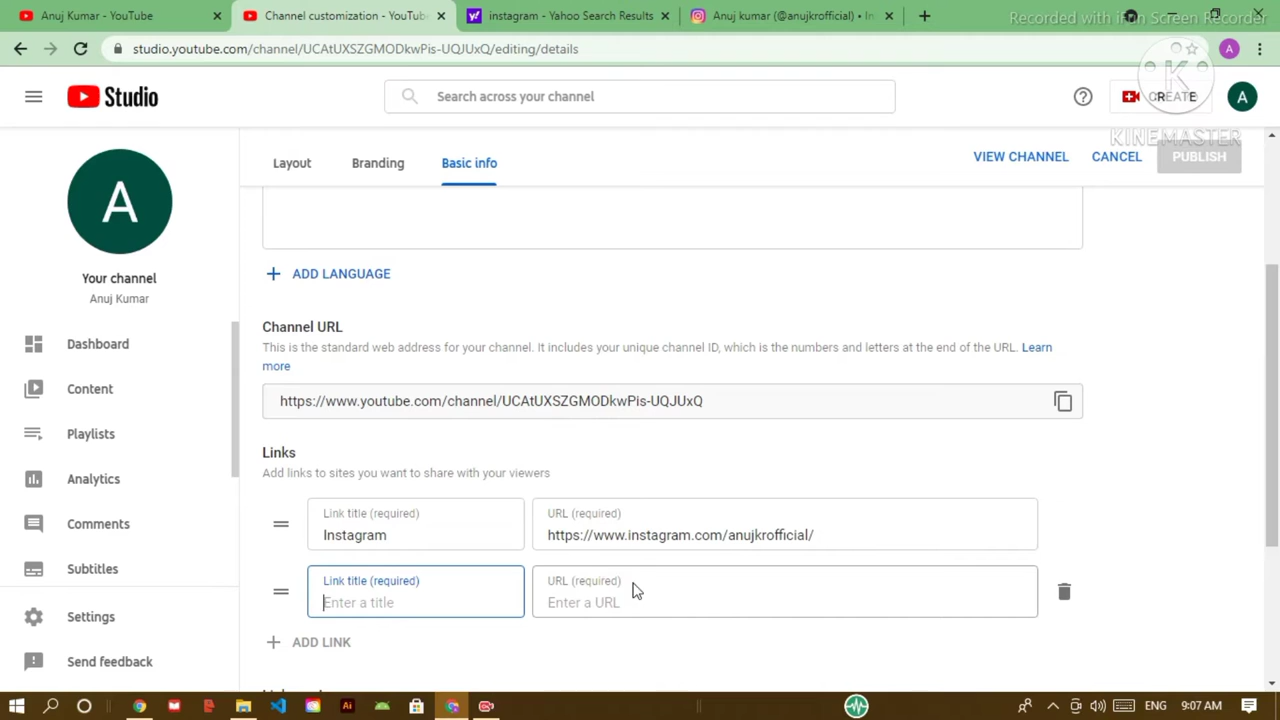 Anuj Kumar - YouTube
Channel customization - YouTube
instagram - Yahoo Search Results
Anuj kumar (@anujkrofficial) • In
Recorded with iFun Screen Recorder
studio.youtube.com/channel/UCAtUXSZGMODkwPis-UQJUxQ/editing/details
A
Studio
Search across your channel
CREATE
A
K
KINEMASTER
Layout
Branding
Basic info
VIEW CHANNEL
CANCEL
PUBLISH
A
Your channel
Anuj Kumar
Dashboard
Content
Playlists
Analytics
Comments
Subtitles
Settings
Send feedback
ADD LANGUAGE
Channel URL
This is the standard web address for your channel. It includes your unique channel ID, which is the numbers and letters at the end of the URL. Learn
more
https://www.youtube.com/channel/UCAtUXSZGMODkwPis-UQJUxQ
Links
Add links to sites you want to share with your viewers
Link title (required)
Instagram
URL (required)
https://www.instagram.com/anujkrofficial/
Link title (required)
Enter a title
URL (required)
Enter a URL
ADD LINK
Ai
ENG
9:07 AM